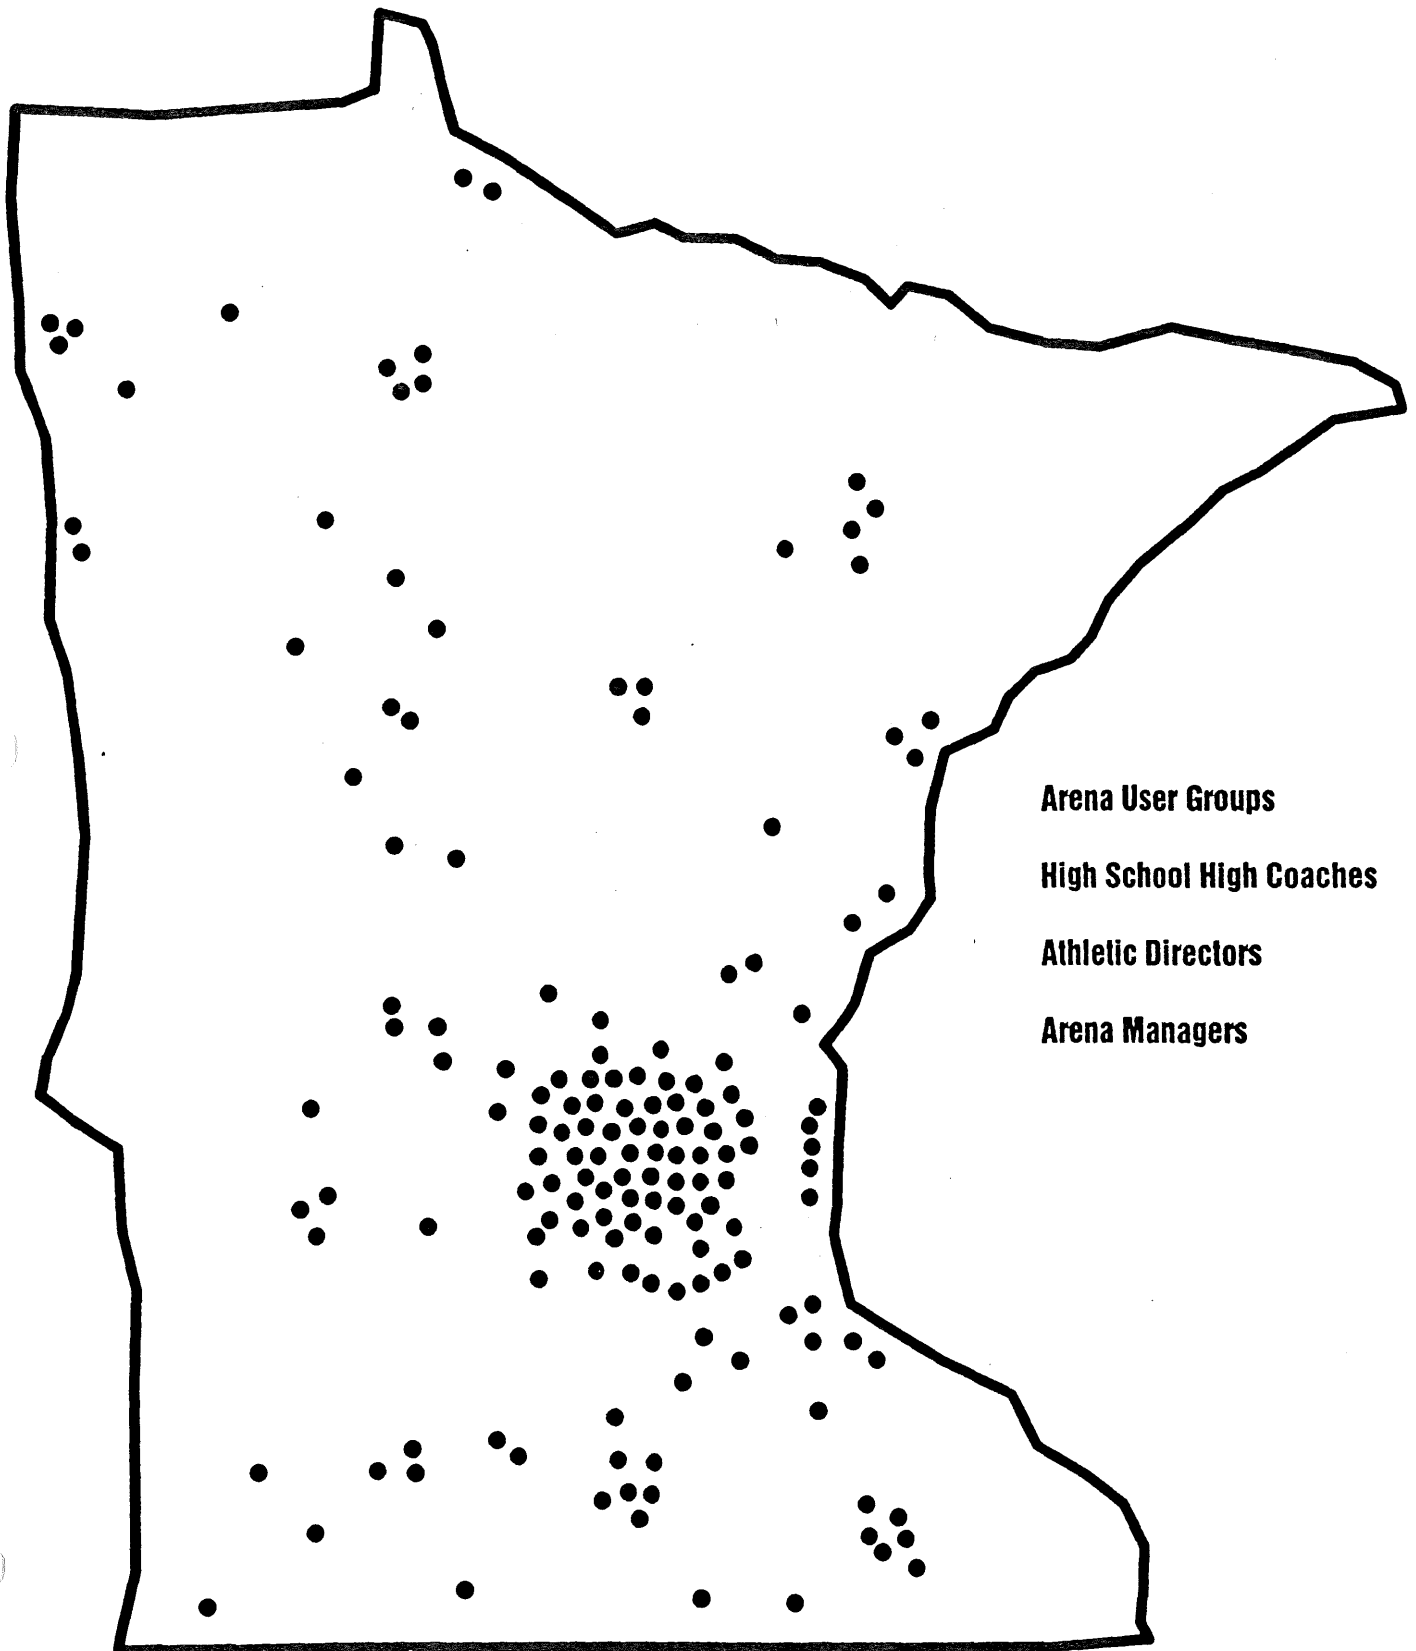 Arena User Groups
High School High Coaches
Athletic Directors
Arena Managers